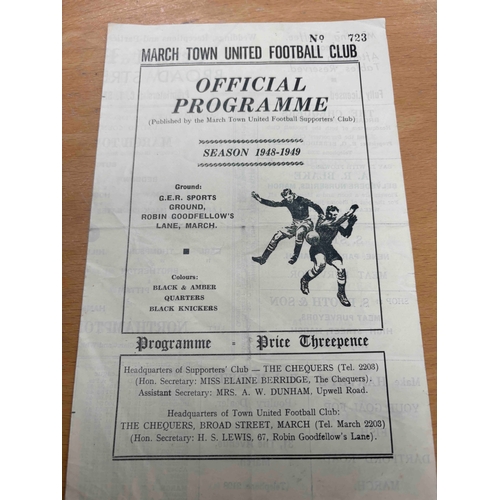 No 723
MARCH TOWN UNITED FOOTBALL CLUB
OFFICIAL
PROGRAMME
(Published by the March Town United Football Supporters' Club)
SEASON 1948-1949
Ground:
G.E.R. SPORTS
GROUND,
ROBIN GOODFELLOW'S
LANE, MARCH.
Colours:
BLACK & AMBER
QUARTERS
BLACK KNICKERS
Programme - Price Threepence
Headquarters of Supporters' Club — THE CHEQUERS (Tel. 2203)
(Hon. Secretary: MISS ELAINE BERRIDGE, The Chequers).
Assistant Secretary: MRS. A. W. DUNHAM, Upwell Road.
Headquarters of Town United Football Club:
THE CHEQUERS, BROAD STREET, MARCH (Tel. March 2203)
(Hon. Secretary: H. S. LEWIS, 67, Robin Goodfellow's Lane).